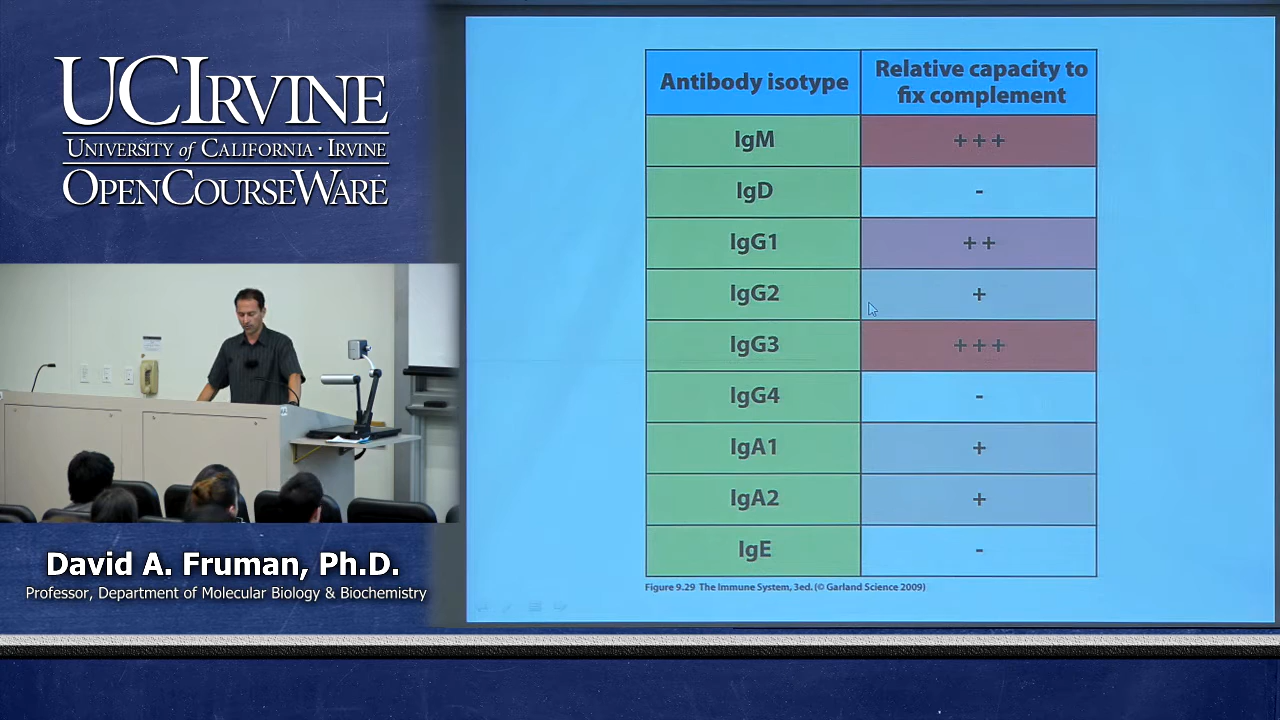 UCIRVINE
UNIVERSITY of CALIFORNIA · IRVINE
OPENCOURSEWARE
David A. Fruman, Ph.D.
Professor, Department of Molecular Biology & Biochemistry
Antibody isotype
Relative capacity to
fix complement
IgM
+++
IgD
-
IgG1
++
IgG2
+
IgG3
+++
IgG4
-
IgA1
+
IgA2
+
IgE
-
Figure 9.29 The Immune System, 3ed. (© Garland Science 2009)